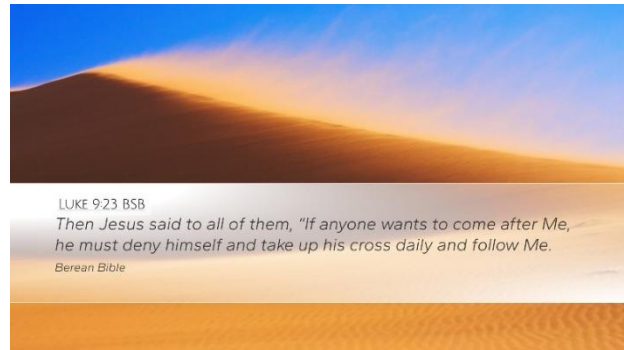 LUKE 9:23 BSB
Then Jesus said to all of them, “If anyone wants to come after Me,
he must deny himself and take up his cross daily and follow Me.
Berean Bible